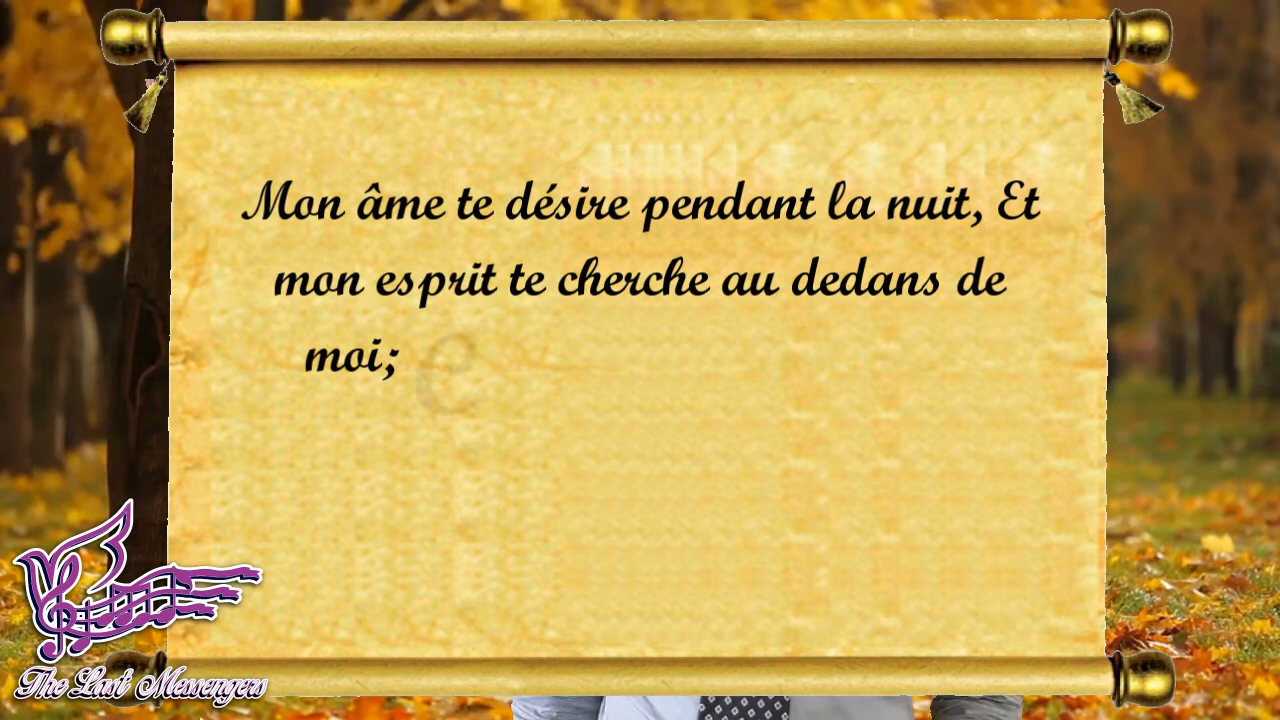 Mon âme te désire pendant la nuit, Et
mon esprit te cherche au dedans de
moi;
The Last Messengers